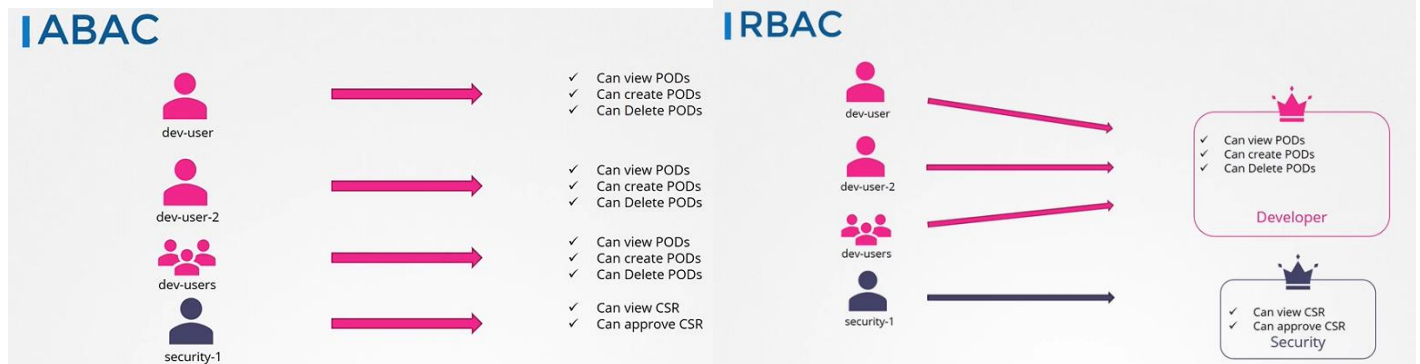 ABAC
dev-user
✓ Can view PODs
✓ Can create PODs
✓ Can Delete PODs
dev-user-2
✓ Can view PODs
✓ Can create PODs
✓ Can Delete PODs
dev-users
✓ Can view PODs
✓ Can create PODs
✓ Can Delete PODs
security-1
✓ Can view CSR
✓ Can approve CSR
RBAC
dev-user
dev-user-2
dev-users
security-1
✓ Can view PODs
✓ Can create PODs
✓ Can Delete PODs
Developer
✓ Can view CSR
✓ Can approve CSR
Security